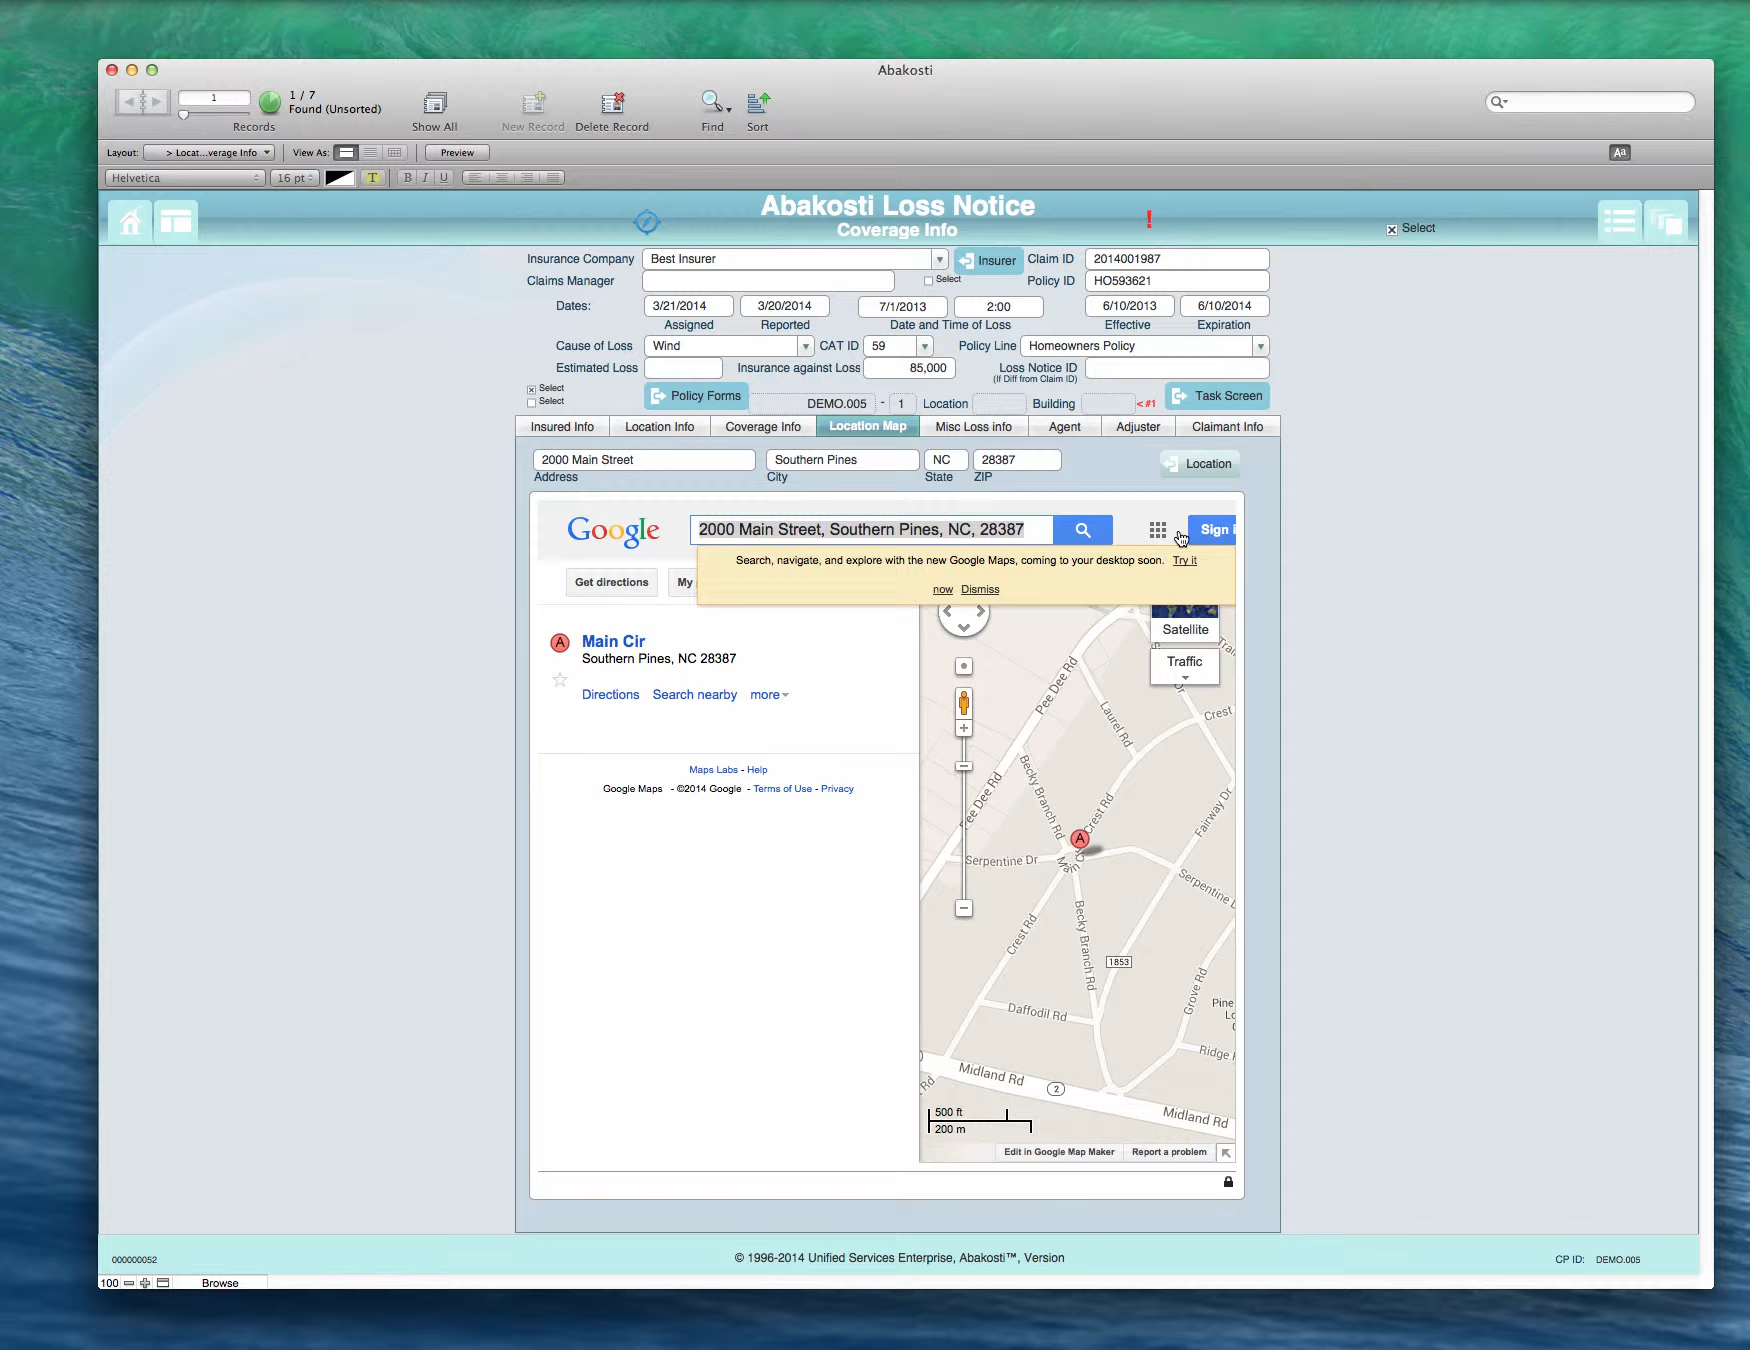 Abakosti
1
1 / 7
Found (Unsorted)
Records
Show All
New Record
Delete Record
Find
Sort
Layout:
> Locat...verage Info
View As:
Preview
Aa
Helvetica
16 pt
T
B I U
Abakosti Loss Notice
Coverage Info
!
Select
Insurance Company
Best Insurer
Insurer
Claim ID
2014001987
Claims Manager
Select
Policy ID
HO593621
Dates:
3/21/2014
3/20/2014
7/1/2013
2:00
6/10/2013
6/10/2014
Assigned
Reported
Date and Time of Loss
Effective
Expiration
Cause of Loss
Wind
CAT ID
59
Policy Line
Homeowners Policy
Estimated Loss
Insurance against Loss
85,000
Loss Notice ID
(If Diff from Claim ID)
Select
Select
Policy Forms
DEMO.005
-
1
Location
Building
< #1
Task Screen
Insured Info
Location Info
Coverage Info
Location Map
Misc Loss info
Agent
Adjuster
Claimant Info
2000 Main Street
Southern Pines
NC
28387
Location
Address
City
State
ZIP
Google
2000 Main Street, Southern Pines, NC, 28387
Sign i
Search, navigate, and explore with the new Google Maps, coming to your desktop soon. Try it
now Dismiss
Get directions
My
Satellite
Traffic
A
Main Cir
Southern Pines, NC 28387
Directions
Search nearby
more
Maps Labs - Help
Google Maps - ©2014 Google - Terms of Use - Privacy
Pee Dee Rd
Laurel Rd
Crest
Becky Branch Rd
Pee Dee Rd
Crest Rd
Fairway Dr
A
Serpentine Dr
Main C
Serpentine
Crest Rd
Becky Branch Rd
1853
Grove Rd
Pine
Daffodil Rd
Ridge
Midland Rd
2
Rd
Midland Rd
500 ft
200 m
Edit in Google Map Maker
Report a problem
000000052
© 1996-2014 Unified Services Enterprise, Abakosti™, Version
CP ID:
DEMO.005
100
Browse